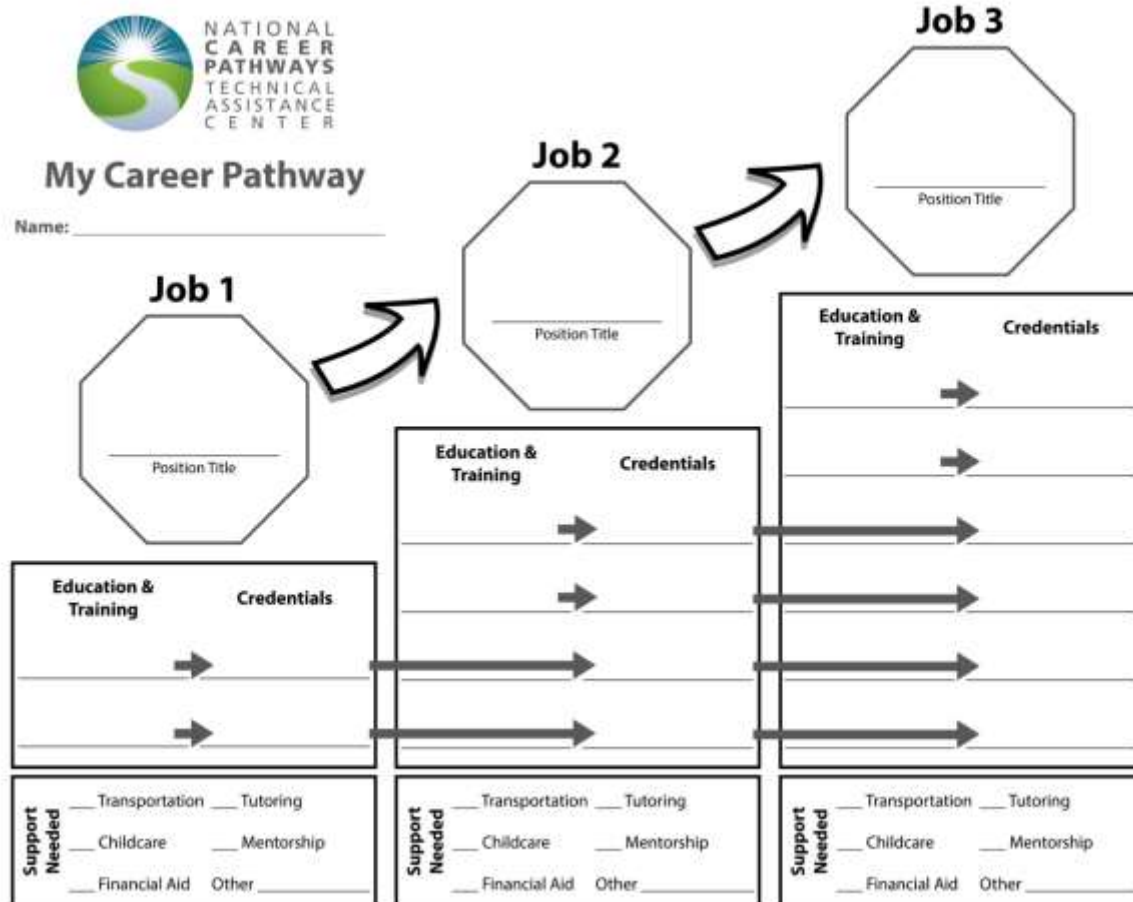 NATIONAL
CAREER
PATHWAYS
TECHNICAL
ASSISTANCE
CENTER
My Career Pathway
Name:
Job 1
Position Title
Education &
Training
Credentials
Support
Needed
Transportation
Tutoring
Childcare
Mentorship
Financial Aid
Other
Job 2
Position Title
Education &
Training
Credentials
Support
Needed
Transportation
Tutoring
Childcare
Mentorship
Financial Aid
Other
Job 3
Position Title
Education &
Training
Credentials
Support
Needed
Transportation
Tutoring
Childcare
Mentorship
Financial Aid
Other